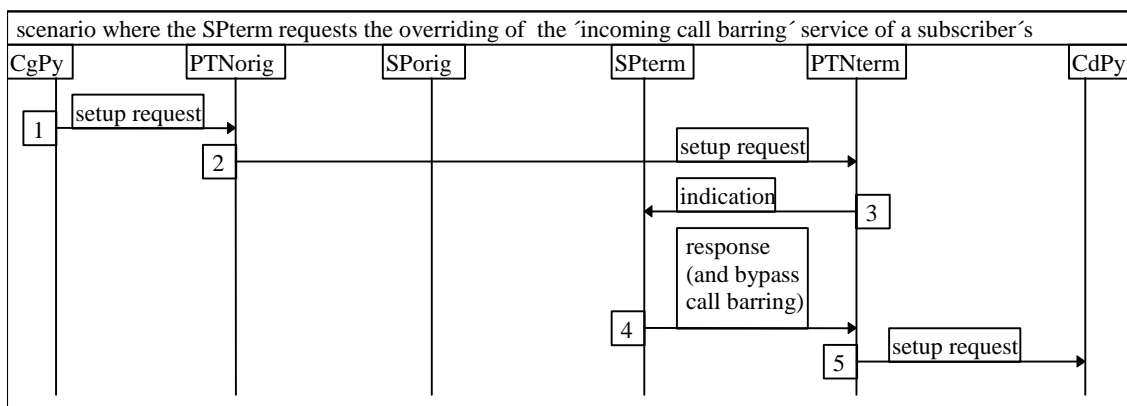 scenario where the SPterm requests the overriding of  the ´incoming call barring´ service of a subscriber´s
CgPy PTNorig SPorig SPterm PTNterm CdPy
1 setup request
2 setup request
indication 3
response
(and bypass
call barring)
4
5 setup request